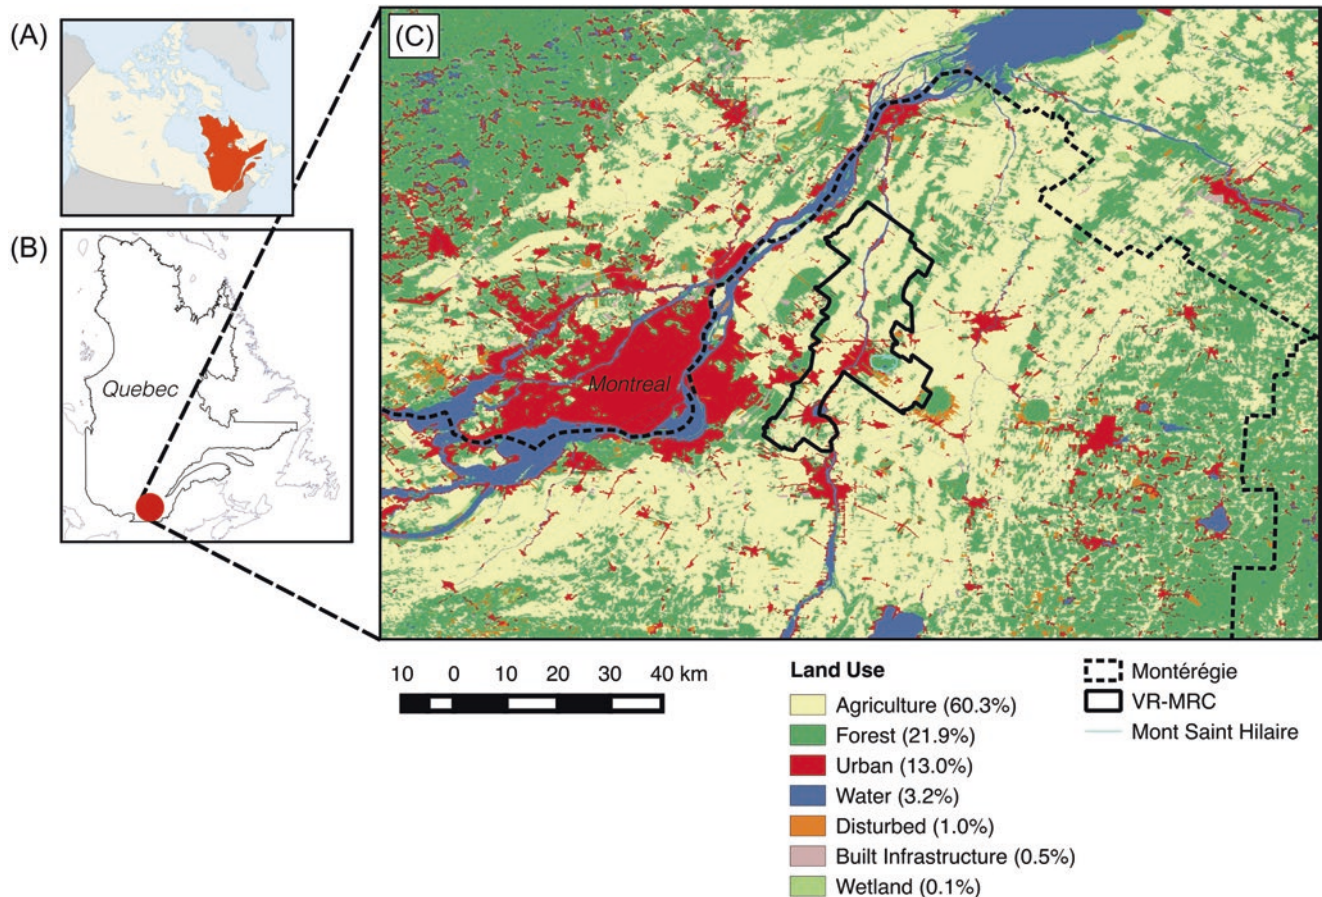 (A)
(B)
Quebec
(C)
Montreal
10 0 10 20 30 40 km
Land Use
Agriculture (60.3%)
Forest (21.9%)
Urban (13.0%)
Water (3.2%)
Disturbed (1.0%)
Built Infrastructure (0.5%)
Wetland (0.1%)
Montérégie
VR-MRC
Mont Saint Hilaire